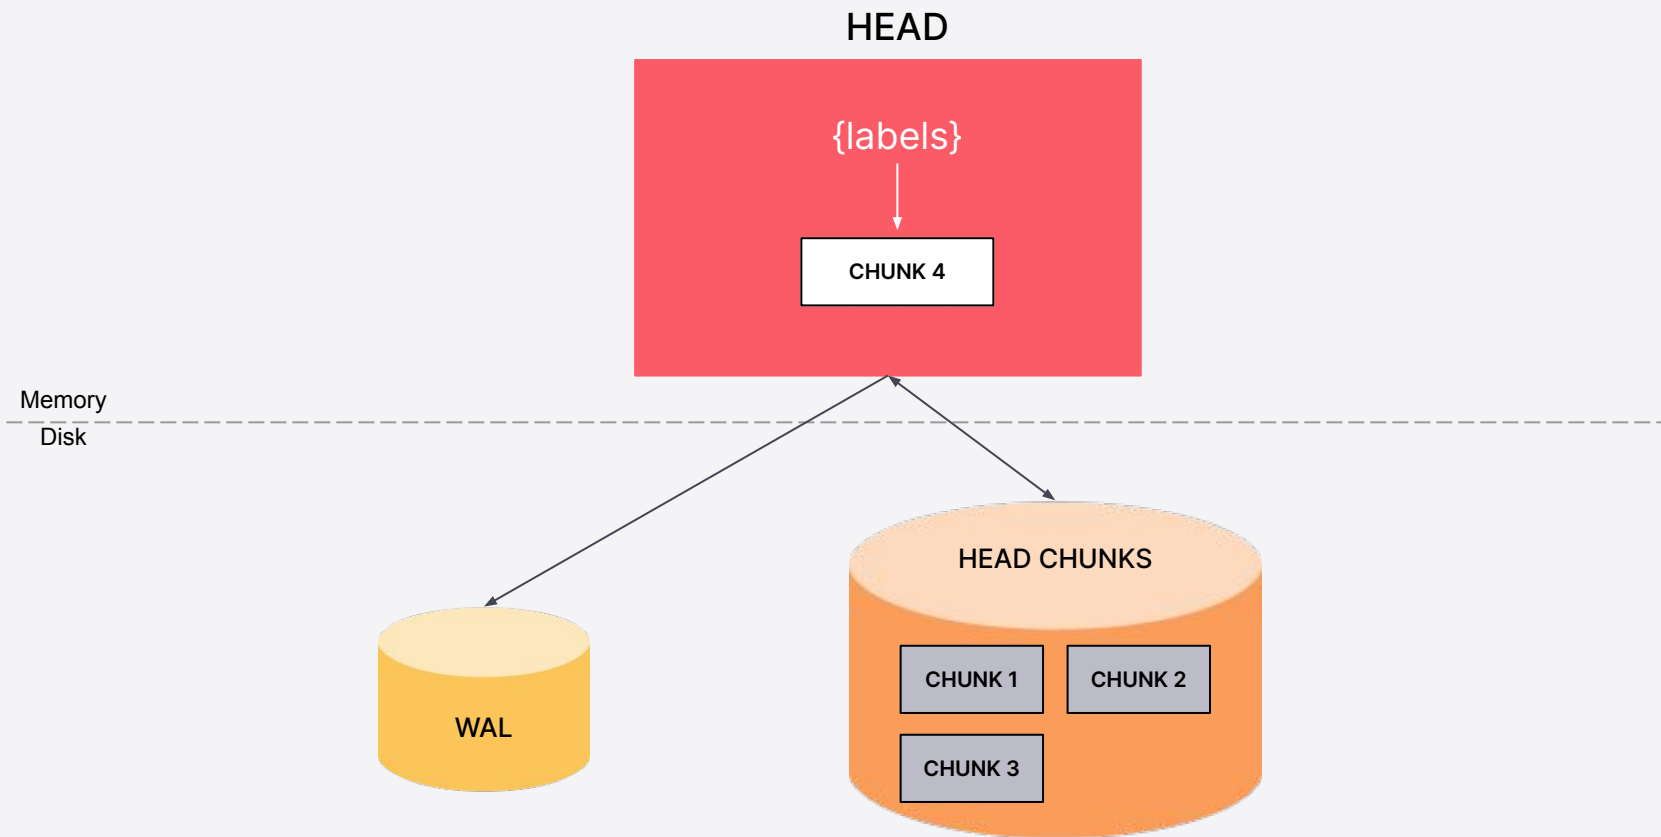 HEAD
{labels}
CHUNK 4
Memory
Disk
HEAD CHUNKS
CHUNK 1
CHUNK 2
WAL
CHUNK 3